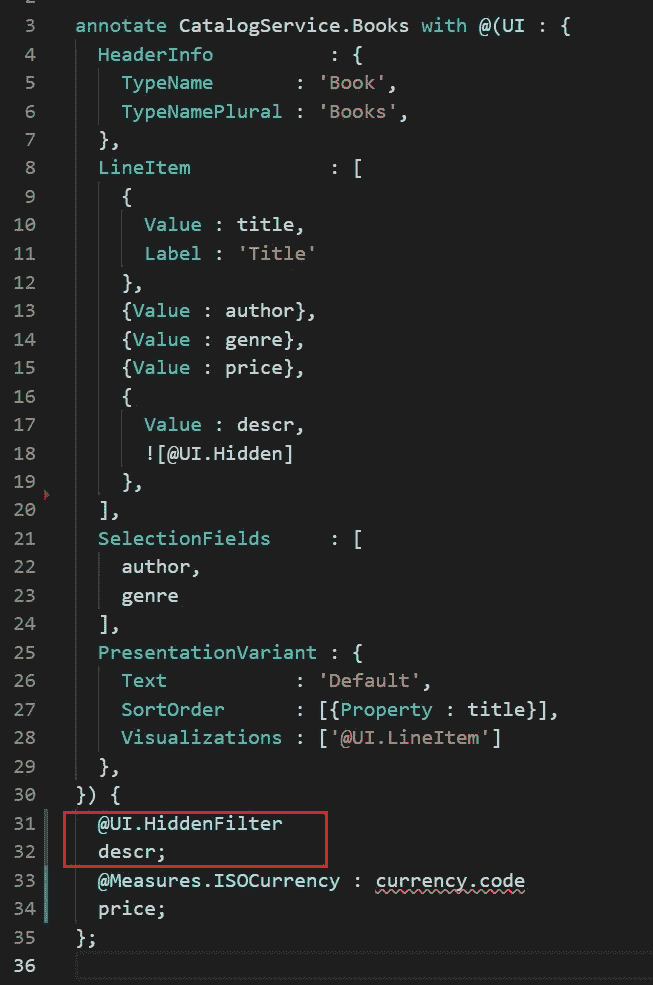 3 annotate CatalogService.Books with @(UI : {
4 HeaderInfo : {
5 TypeName : 'Book',
6 TypeNamePlural : 'Books',
7 },
8 LineItem : [
9 {
10 Value : title,
11 Label : 'Title'
12 },
13 {Value : author},
14 {Value : genre},
15 {Value : price},
16 {
17 Value : descr,
18 ![@UI.Hidden]
19 },
20 ],
21 SelectionFields : [
22 author,
23 genre
24 ],
25 PresentationVariant : {
26 Text : 'Default',
27 SortOrder : [{Property : title}],
28 Visualizations : ['@UI.LineItem']
29 },
30 }) {
31 @UI.HiddenFilter
32 descr;
33 @Measures.ISOCurrency : currency.code
34 price;
35 };
36